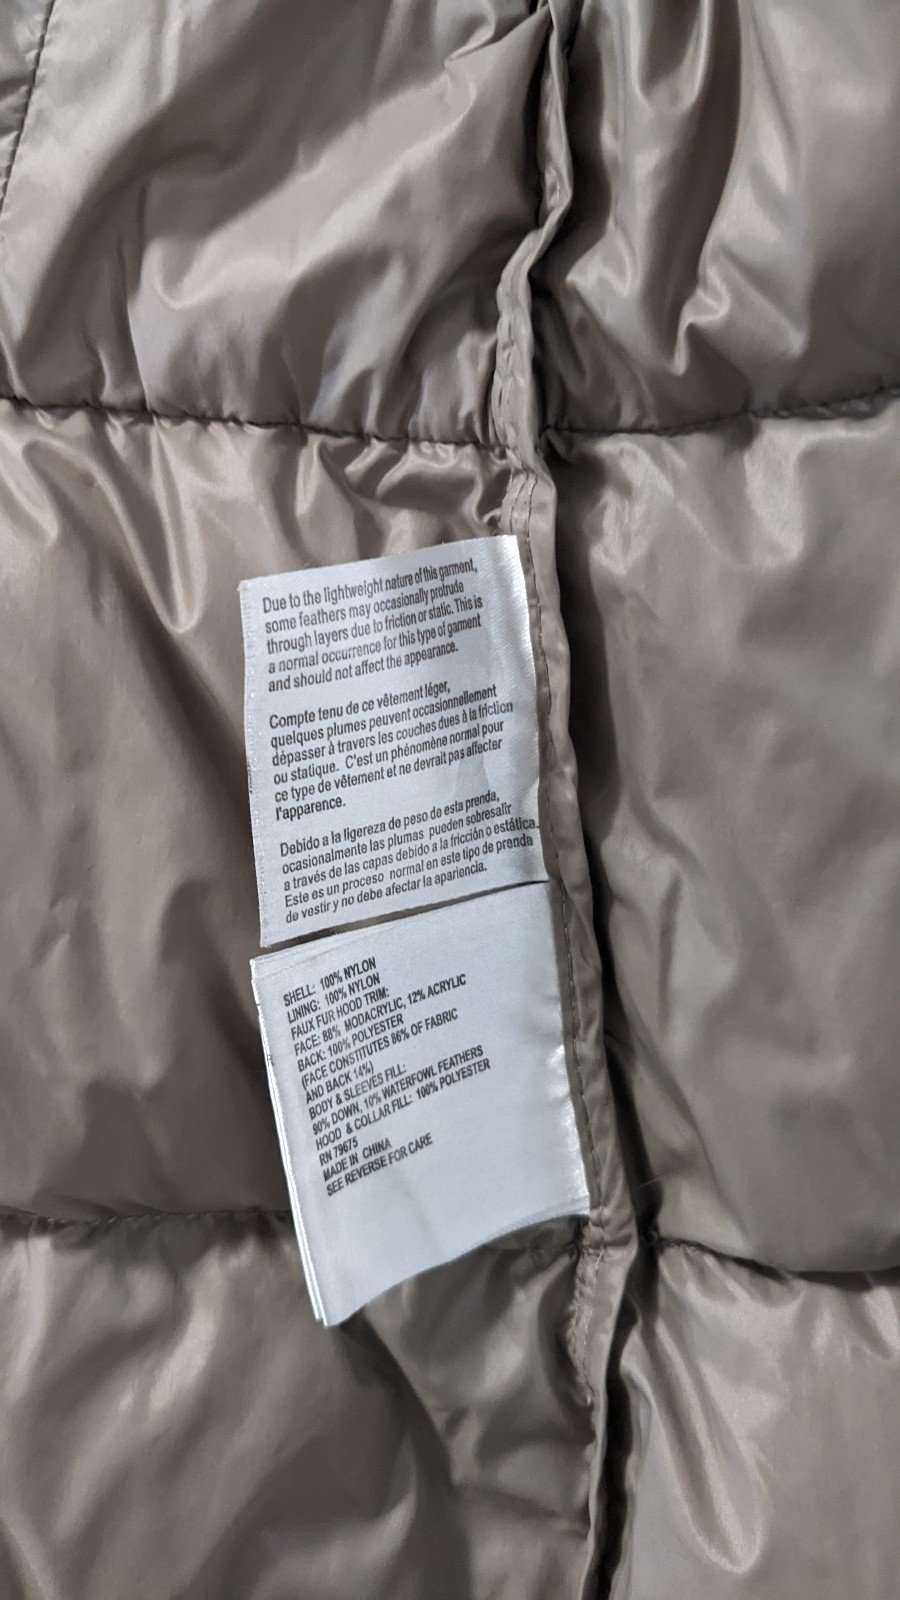 Due to the lightweight nature of this garment,
some feathers may occasionally protrude
through layers due to friction or static. This is
a normal occurrence for this type of garment
and should not affect the appearance.
Compte tenu de ce vêtement léger,
quelques plumes peuvent occasionnellement
dépasser à travers les couches dues à la friction
ou statique. C'est un phénomène normal pour
ce type de vêtement et ne devrait pas affecter
l'apparence.
Debido a la ligereza de peso de esta prenda,
ocasionalmente las plumas pueden sobresalir
a través de las capas debido a la fricción o estática.
Este es un proceso normal en este tipo de prenda
de vestir y no debe afectar la apariencia.
SHELL: 100% NYLON
LINING: 100% NYLON
FAUX FUR HOOD TRIM:
FACE: 88% MODACRYLIC, 12% ACRYLIC
BACK: 100% POLYESTER
(FACE CONSTITUTES 86% OF FABRIC
AND BACK 14%)
BODY & SLEEVES FILL:
90% DOWN, 10% WATERFOWL FEATHERS
HOOD & COLLAR FILL: 100% POLYESTER
RN 79675
MADE IN CHINA
SEE REVERSE FOR CARE